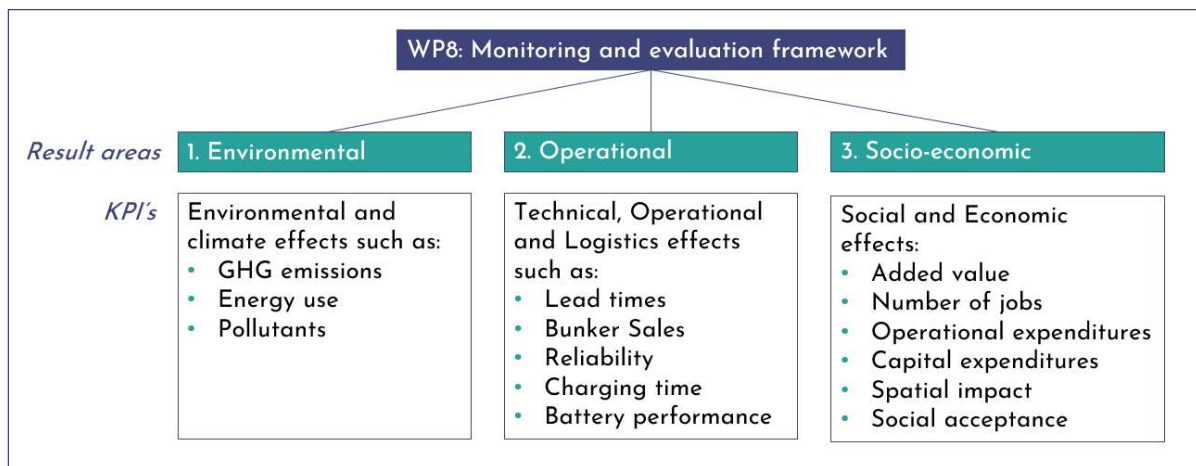 WP8: Monitoring and evaluation framework
Result areas
1. Environmental
2. Operational
3. Socio-economic
KPI's
Environmental and
climate effects such as:
• GHG emissions
• Energy use
• Pollutants
Technical, Operational
and Logistics effects
such as:
• Lead times
• Bunker Sales
• Reliability
• Charging time
• Battery performance
Social and Economic
effects:
• Added value
• Number of jobs
• Operational expenditures
• Capital expenditures
• Spatial impact
• Social acceptance